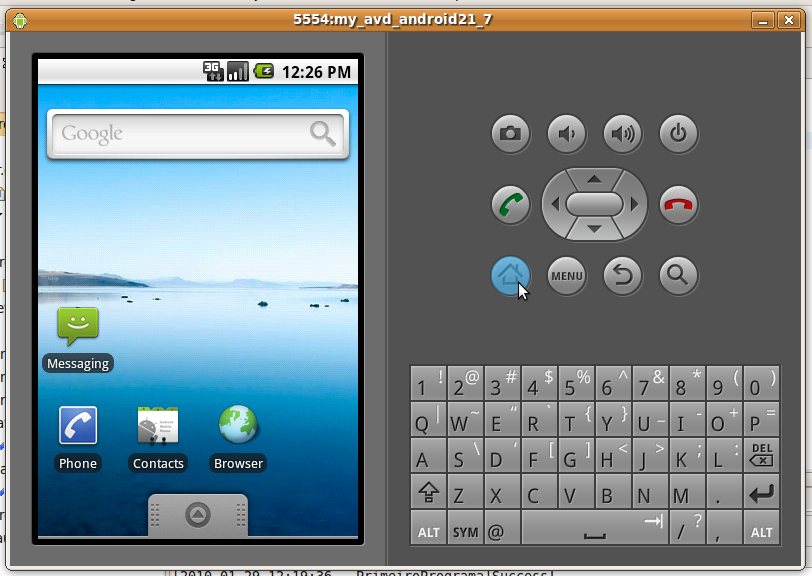 5554:my_avd_android21_7
3G 12:26 PM
Google
MENU
Messaging
Phone Contacts Browser
1 ! 2 @ 3 # 4 $ 5 % 6 ^ 7 & 8 * 9 ( 0 )
Q | W ~ E “ R ` T { Y } U _ I - O + P =
A S \ D ‘ F [ G ] H < J > K ; L : DEL
Z X C V B N M .
ALT SYM @ / ? , ALT
[2010-01-29 12:19:36 - PrimeiroPrograma]Success!